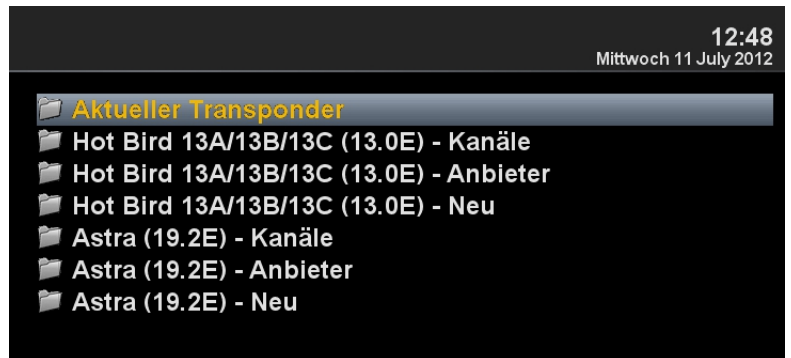 12:48
Mittwoch 11 July 2012
Aktueller Transponder
Hot Bird 13A/13B/13C (13.0E) - Kanäle
Hot Bird 13A/13B/13C (13.0E) - Anbieter
Hot Bird 13A/13B/13C (13.0E) - Neu
Astra (19.2E) - Kanäle
Astra (19.2E) - Anbieter
Astra (19.2E) - Neu